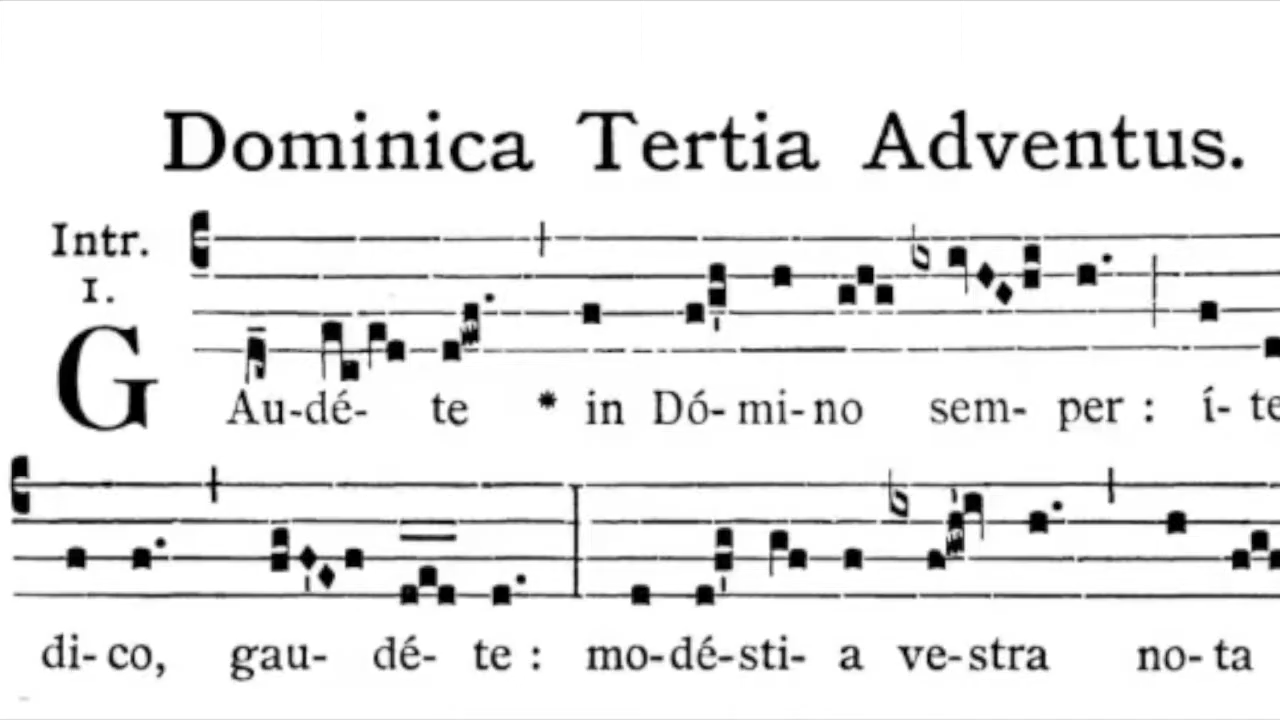 Dominica Tertia Adventus.
Intr.
1.
GAu-dé- te * in Dó-mi-no sem- per : í- te
di-co, gau- dé- te : mo-dé-sti- a ve-stra no-ta